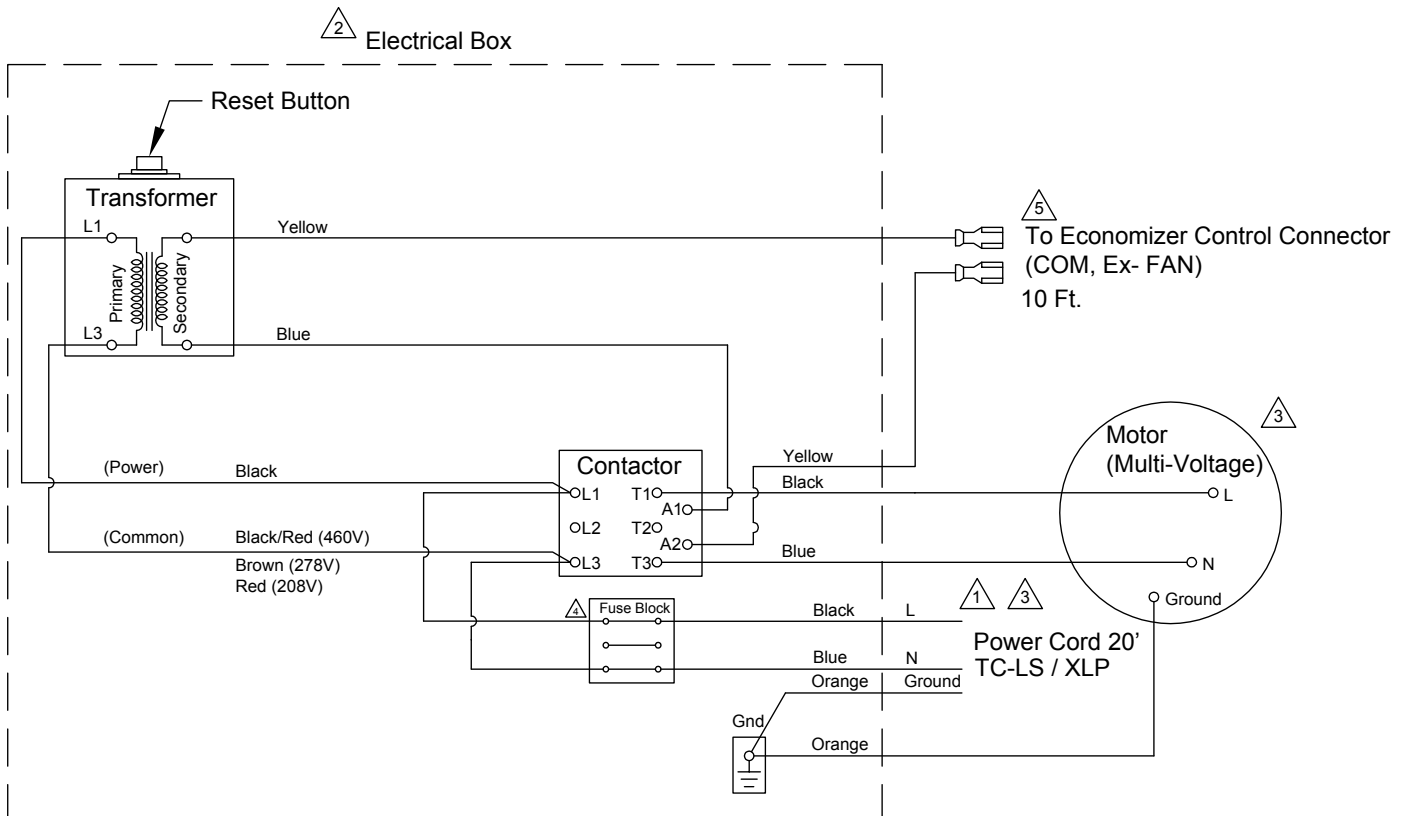 2
Electrical Box
Reset Button
Transformer
L1
Yellow
Primary
Secondary
L3
Blue
5
To Economizer Control Connector
(COM, Ex- FAN)
10 Ft.
3
Motor
(Multi-Voltage)
L
N
Ground
(Power)
Black
(Common)
Black/Red (460V)
Brown (278V)
Red (208V)
Contactor
L1 T1
A1
L2 T2
A2
L3 T3
Yellow
Black
Blue
4
Fuse Block
Black L
Blue N
Orange Ground
1 3
Power Cord 20’
TC-LS / XLP
Gnd
Orange